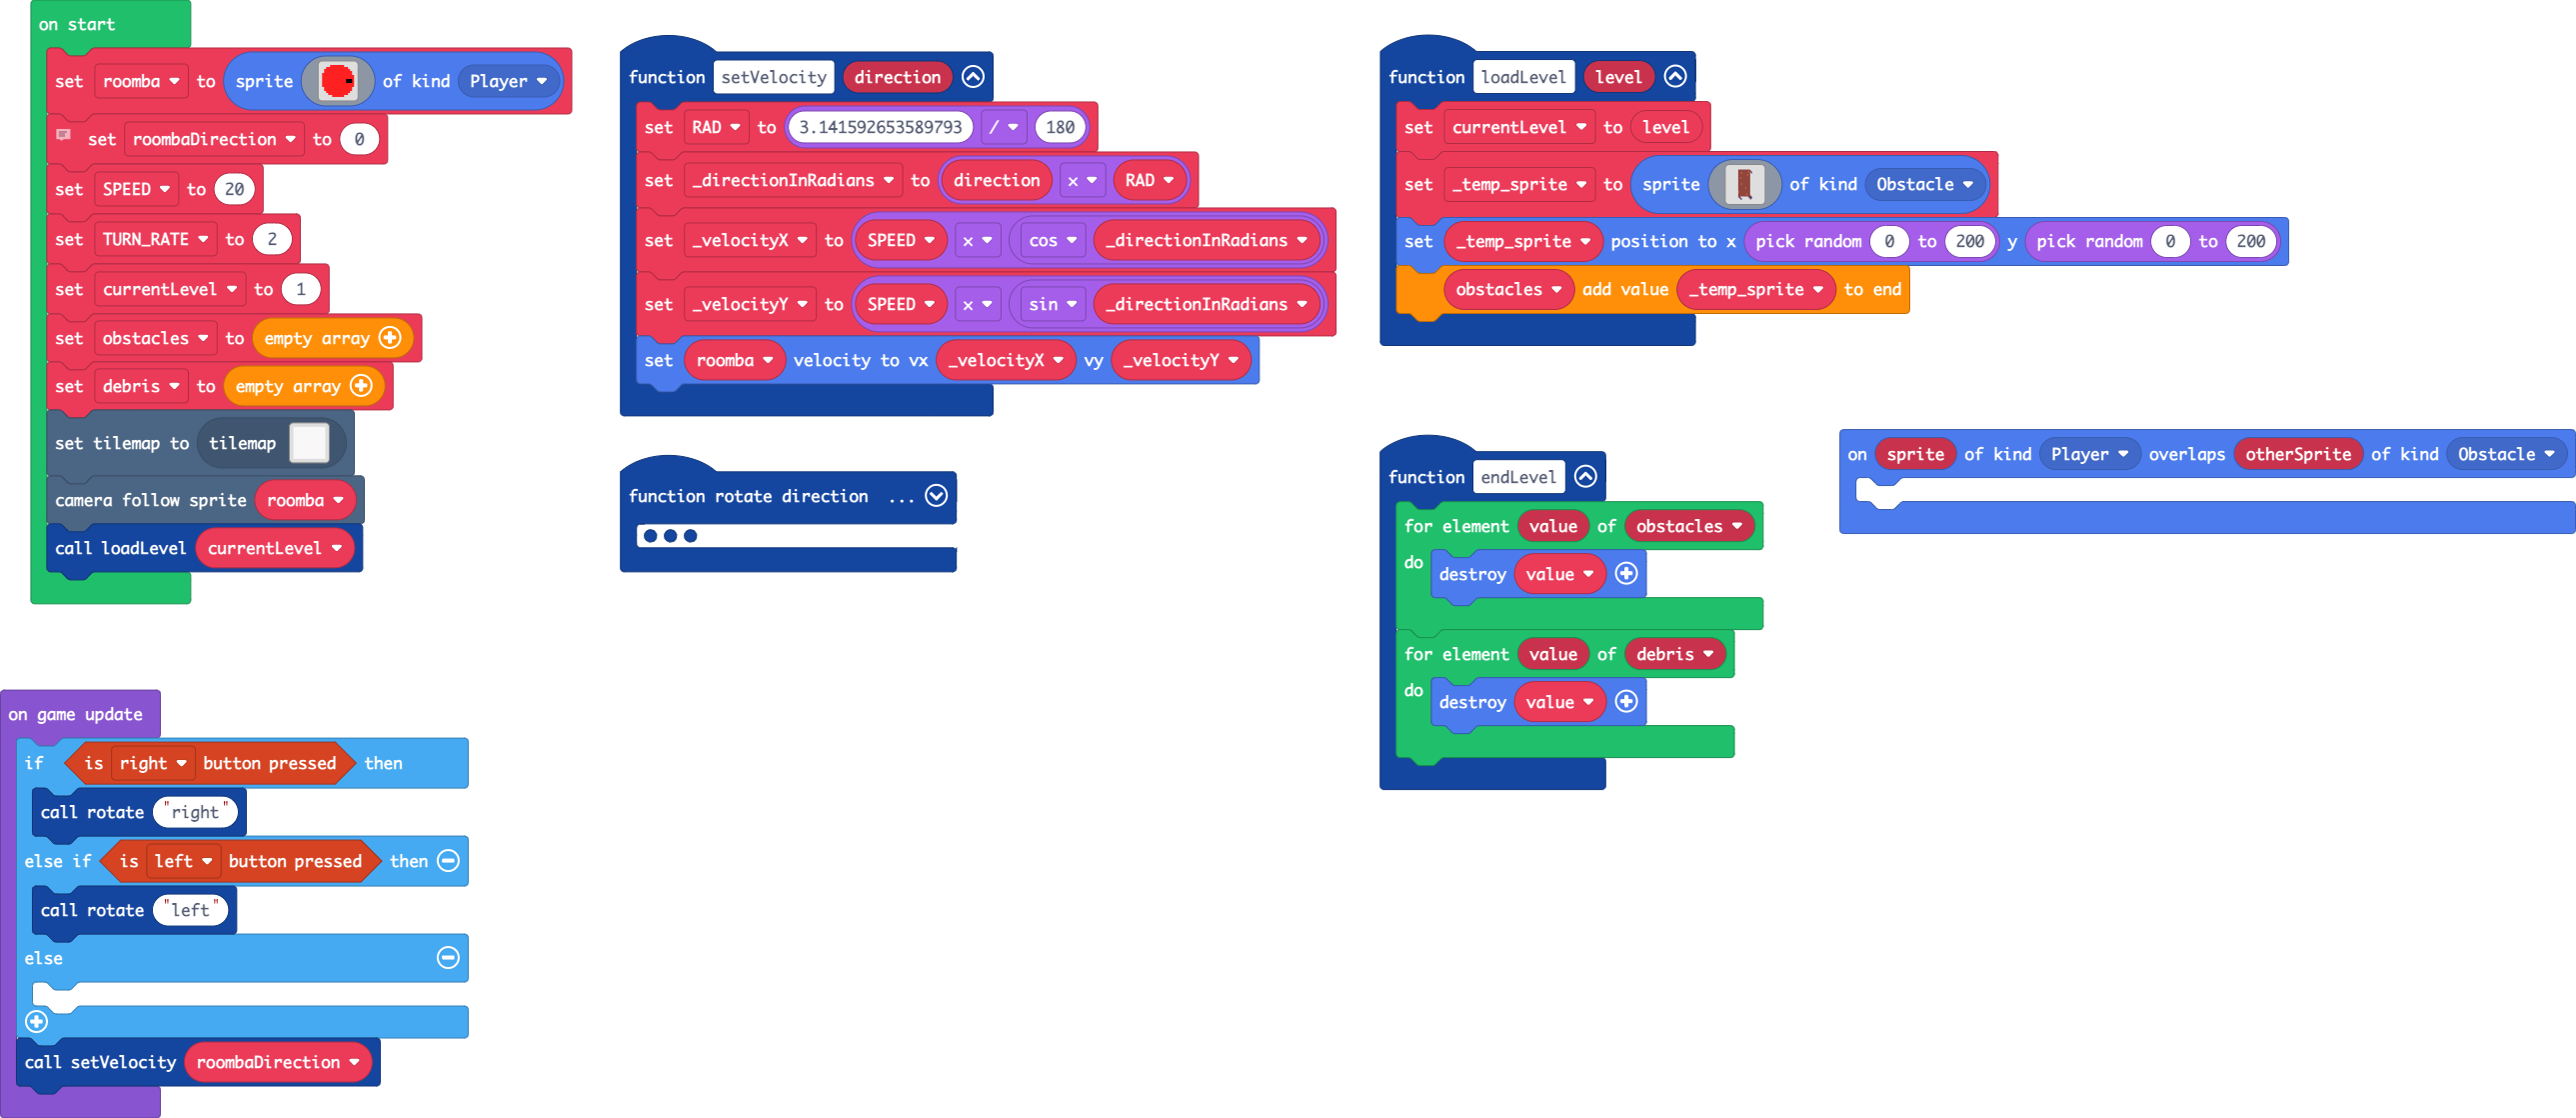 on start
set roomba to sprite of kind Player
set roombaDirection to 0
set SPEED to 20
set TURN_RATE to 2
set currentLevel to 1
set obstacles to empty array
set debris to empty array
set tilemap to tilemap
camera follow sprite roomba
call loadLevel currentLevel
on game update
if is right button pressed then
call rotate "right"
else if is left button pressed then
call rotate "left"
else
call setVelocity roombaDirection
function setVelocity direction
set RAD to 3.141592653589793 / 180
set _directionInRadians to direction × RAD
set _velocityX to SPEED × cos _directionInRadians
set _velocityY to SPEED × sin _directionInRadians
set roomba velocity to vx _velocityX vy _velocityY
function rotate direction ...
function loadLevel level
set currentLevel to level
set _temp_sprite to sprite of kind Obstacle
set _temp_sprite position to x pick random 0 to 200 y pick random 0 to 200
obstacles add value _temp_sprite to end
function endLevel
for element value of obstacles
do destroy value
for element value of debris
do destroy value
on sprite of kind Player overlaps otherSprite of kind Obstacle